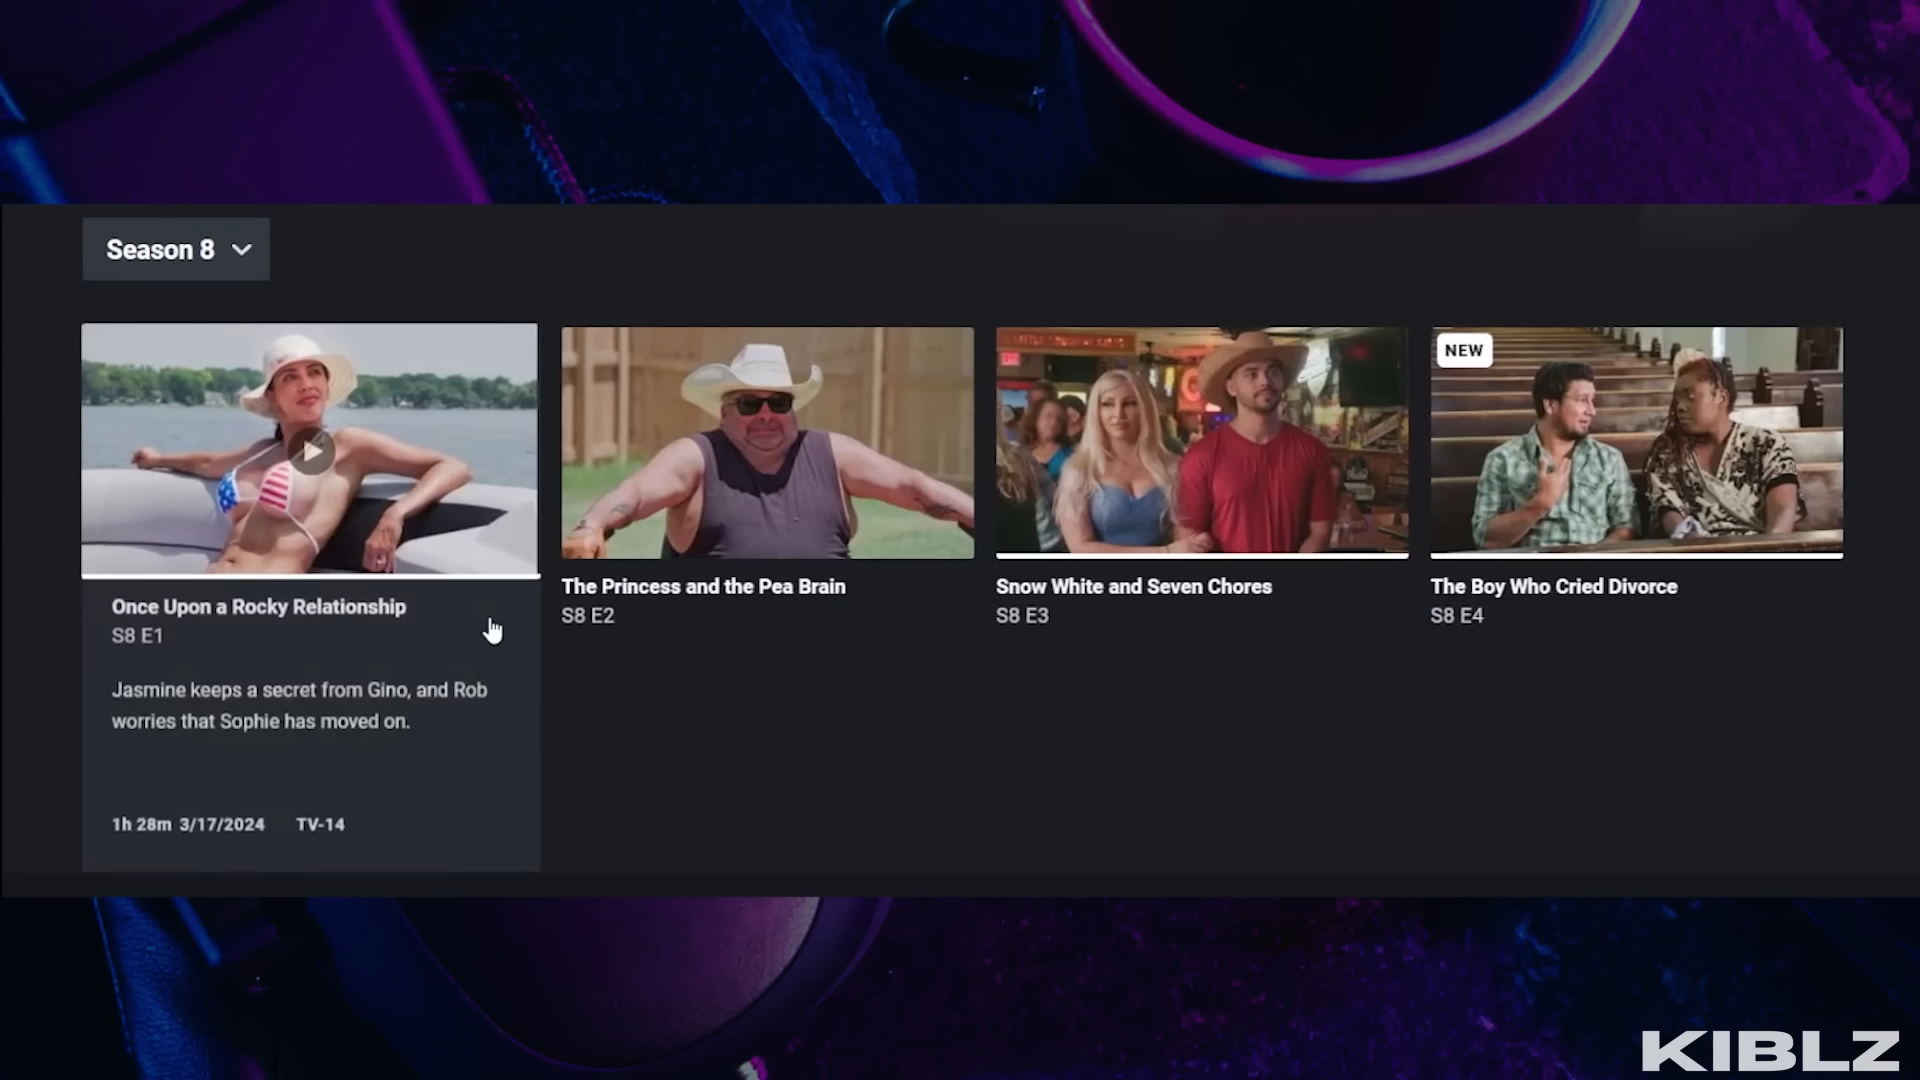 Season 8
NEW
Once Upon a Rocky Relationship
S8 E1
Jasmine keeps a secret from Gino, and Rob
worries that Sophie has moved on.
1h 28m 3/17/2024 TV-14
The Princess and the Pea Brain
S8 E2
Snow White and Seven Chores
S8 E3
The Boy Who Cried Divorce
S8 E4
KIBLZ